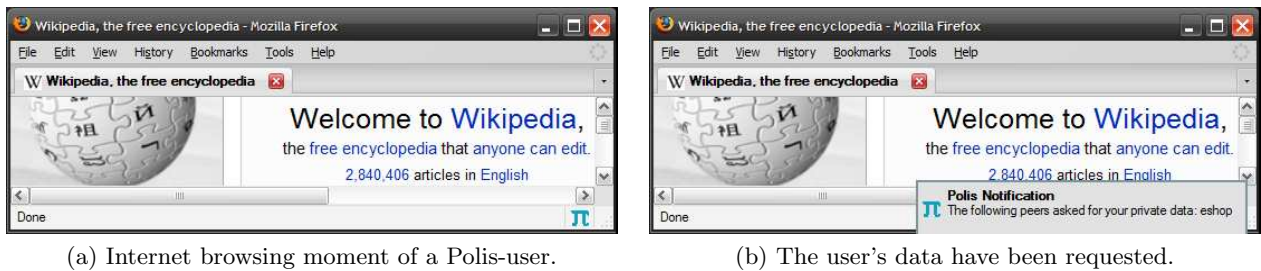 Wikipedia, the free encyclopedia - Mozilla Firefox
File Edit View History Bookmarks Tools Help
W Wikipedia, the free encyclopedia
祖 И
Welcome to Wikipedia,
the free encyclopedia that anyone can edit.
2,840,406 articles in English
Done π
(a) Internet browsing moment of a Polis-user.
Wikipedia, the free encyclopedia - Mozilla Firefox
File Edit View History Bookmarks Tools Help
W Wikipedia, the free encyclopedia
祖 И
Welcome to Wikipedia,
the free encyclopedia that anyone can edit.
2,840,406 articles in English
Done
Polis Notification
π The following peers asked for your private data: eshop
(b) The user's data have been requested.